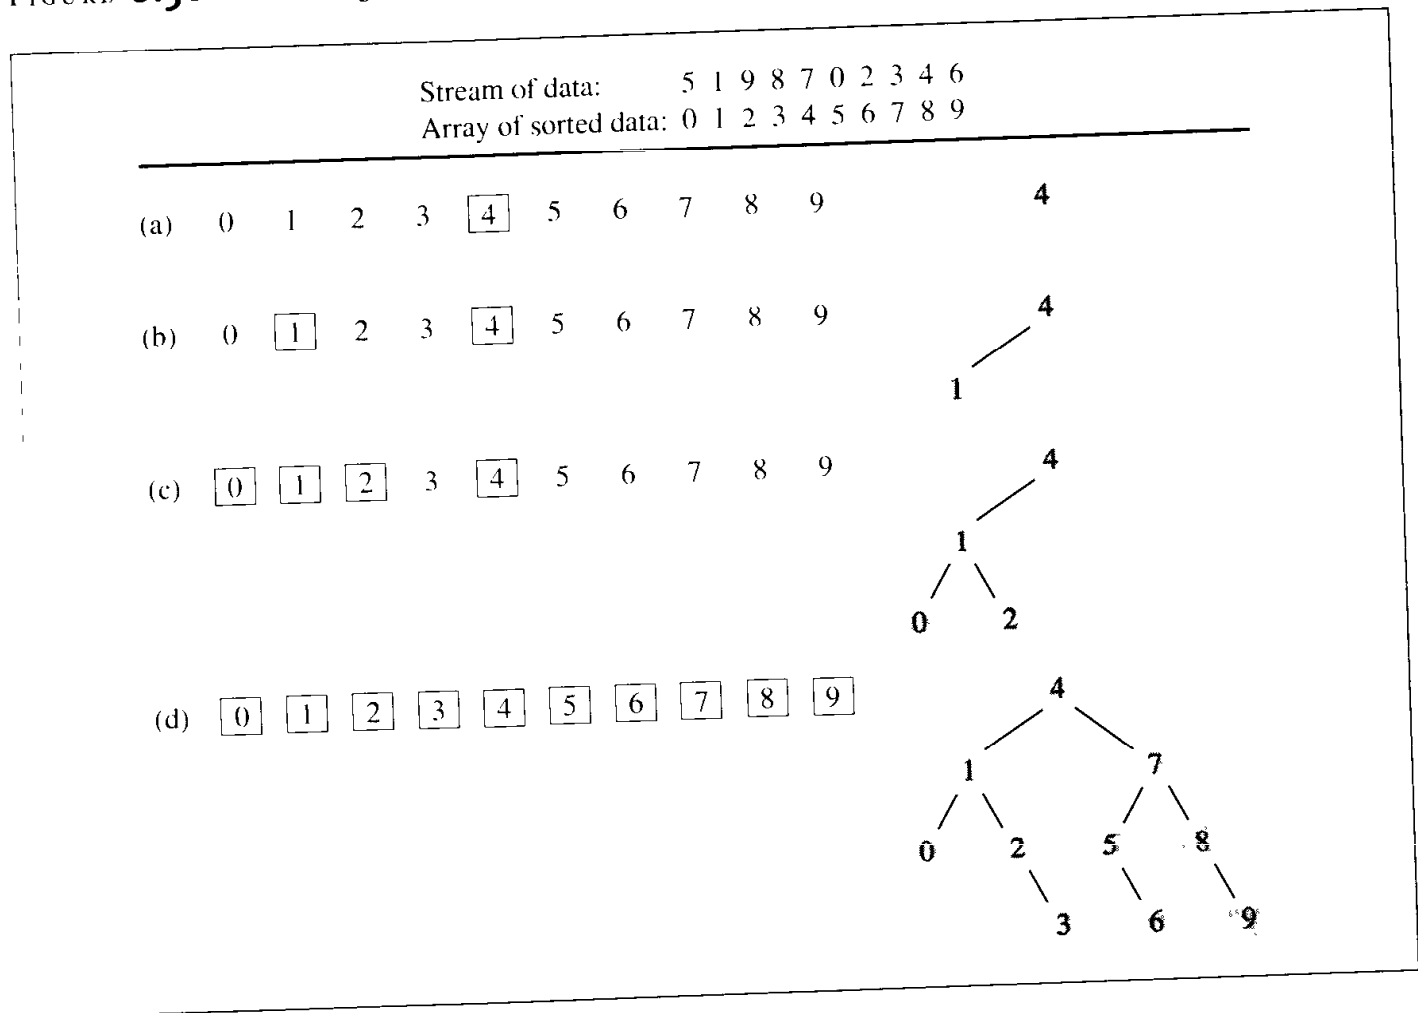 Stream of data: 5 1 9 8 7 0 2 3 4 6
Array of sorted data: 0 1 2 3 4 5 6 7 8 9
(a) 0 1 2 3 4 5 6 7 8 9
4
(b) 0 1 2 3 4 5 6 7 8 9
4
1
(c) 0 1 2 3 4 5 6 7 8 9
4
1
0 2
(d) 0 1 2 3 4 5 6 7 8 9
4
1 7
0 2 5 8
3 6 9